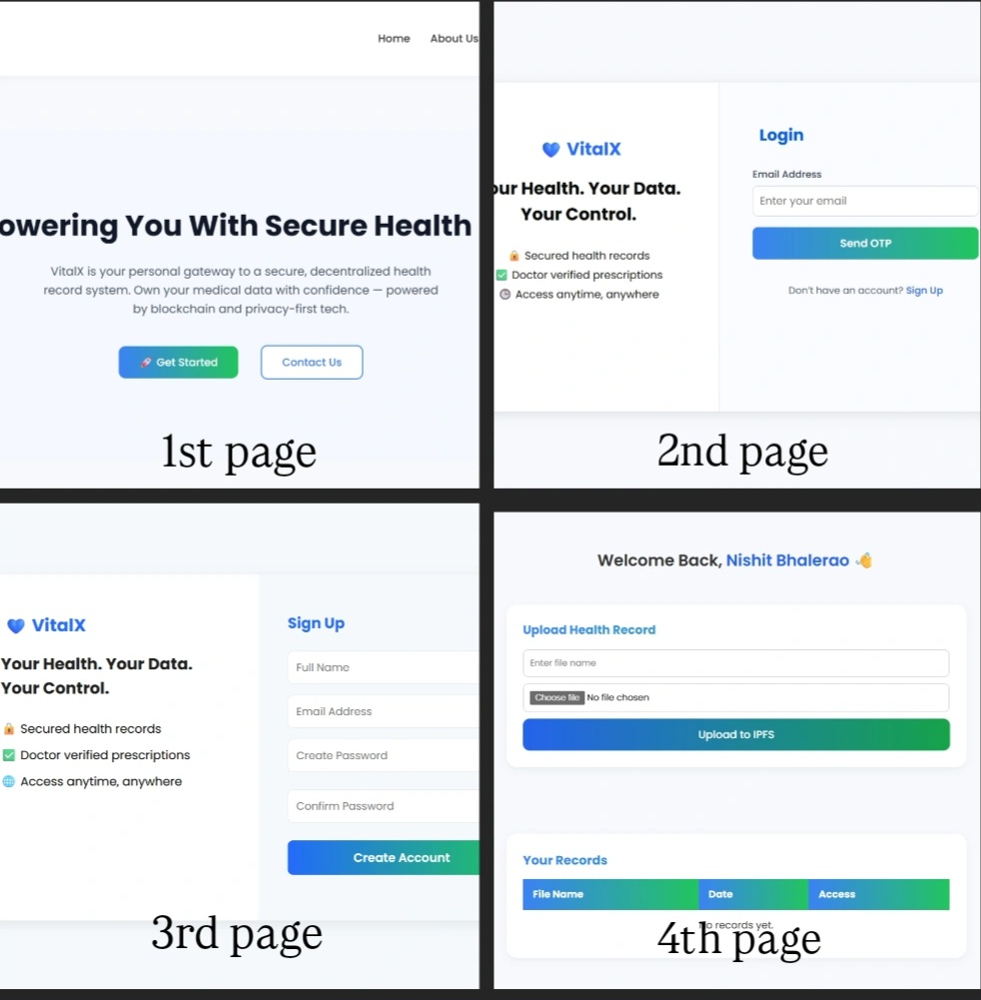 Home About Us
owering You With Secure Health
VitalX is your personal gateway to a secure, decentralized health
record system. Own your medical data with confidence — powered
by blockchain and privacy-first tech.
🚀 Get Started Contact Us
1st page
💙 VitalX
our Health. Your Data.
Your Control.
🔒 Secured health records
✅ Doctor verified prescriptions
🕒 Access anytime, anywhere
Login
Email Address
Enter your email
Send OTP
Don't have an account? Sign Up
2nd page
💙 VitalX
Your Health. Your Data.
Your Control.
🔒 Secured health records
✅ Doctor verified prescriptions
🌐 Access anytime, anywhere
Sign Up
Full Name
Email Address
Create Password
Confirm Password
Create Account
3rd page
Welcome Back, Nishit Bhalerao 👋
Upload Health Record
Enter file name
Choose file No file chosen
Upload to IPFS
Your Records
File Name Date Access
No records yet.
4th page